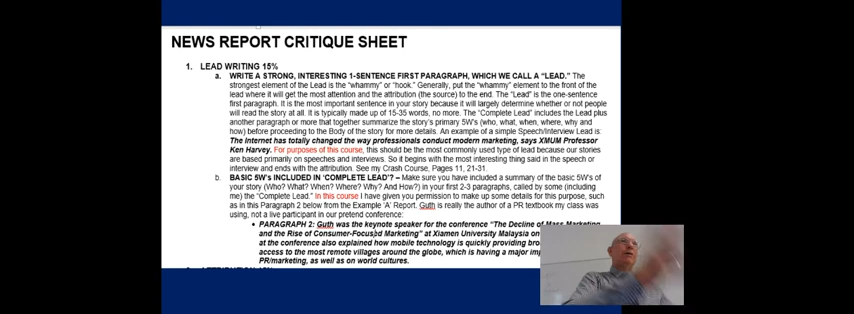 NEWS REPORT CRITIQUE SHEET
1. LEAD WRITING 15%
a. WRITE A STRONG, INTERESTING 1-SENTENCE FIRST PARAGRAPH, WHICH WE CALL A "LEAD." The
strongest element of the Lead is the "whammy" or "hook." Generally, put the "whammy" element to the front of the
lead where it will get the most attention and the attribution (the source) to the end. The "Lead" is the one-sentence
first paragraph. It is the most important sentence in your story because it will largely determine whether or not people
will read the story at all. It is typically made up of 15-35 words, no more. The "Complete Lead" includes the Lead plus
another paragraph or more that together summarize the story's primary 5W's (who, what, when, where, why and
how) before proceeding to the Body of the story for more details. An example of a simple Speech/Interview Lead is:
The Internet has totally changed the way professionals conduct modern marketing, says XMUM Professor
Ken Harvey. For purposes of this course, this should be the most commonly used type of lead because our stories
are based primarily on speeches and interviews. So it begins with the most interesting thing said in the speech or
interview and ends with the attribution. See my Crash Course, Pages 11, 21-31.
b. BASIC 5W's INCLUDED IN 'COMPLETE LEAD'? – Make sure you have included a summary of the basic 5W's of
your story (Who? What? When? Where? Why? And How?) in your first 2-3 paragraphs, called by some (including
me) the "Complete Lead." In this course I have given you permission to make up some details for this purpose, such
as in this Paragraph 2 below from the Example 'A' Report. Guth is really the author of a PR textbook my class was
using, not a live participant in our pretend conference:
• PARAGRAPH 2: Guth was the keynote speaker for the conference "The Decline of Mass Marketing
and the Rise of Consumer-Focused Marketing" at Xiamen University Malaysia on
at the conference also explained how mobile technology is quickly providing
access to the most remote villages around the globe, which is having a major
PR/marketing, as well as on world cultures.